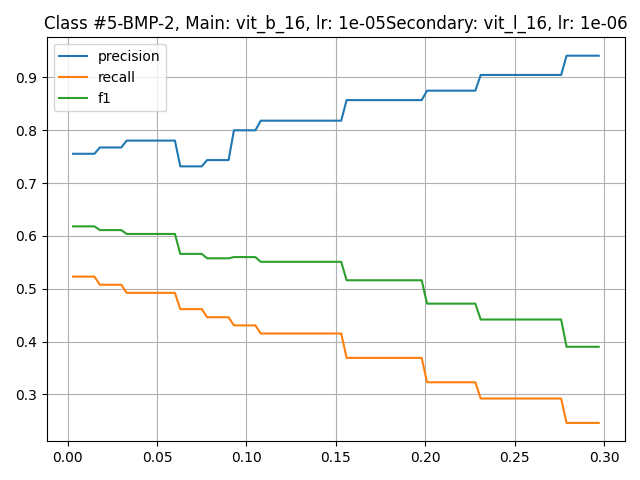 Class #5-BMP-2, Main: vit_b_16, lr: 1e-05Secondary: vit_l_16, lr: 1e-06
precision
recall
f1
0.9
0.8
0.7
0.6
0.5
0.4
0.3
0.00 0.05 0.10 0.15 0.20 0.25 0.30